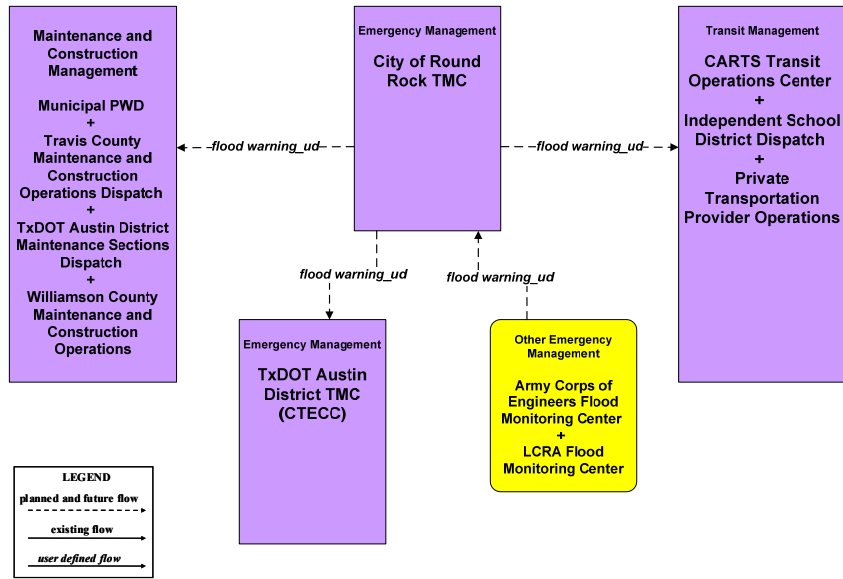 Maintenance and
Construction
Management
Municipal PWD
+
Travis County
Maintenance and
Construction
Operations Dispatch
+
TxDOT Austin District
Maintenance Sections
Dispatch
+
Williamson County
Maintenance and
Construction
Operations
Emergency Management
City of Round
Rock TMC
Transit Management
CARTS Transit
Operations Center
+
Independent School
District Dispatch
+
Private
Transportation
Provider Operations
flood warning_ud
flood warning_ud
flood warning_ud
flood warning_ud
Emergency Management
TxDOT Austin
District TMC
(CTECC)
Other Emergency
Management
Army Corps of
Engineers Flood
Monitoring Center
+
LCRA Flood
Monitoring Center
LEGEND
planned and future flow
existing flow
user defined flow